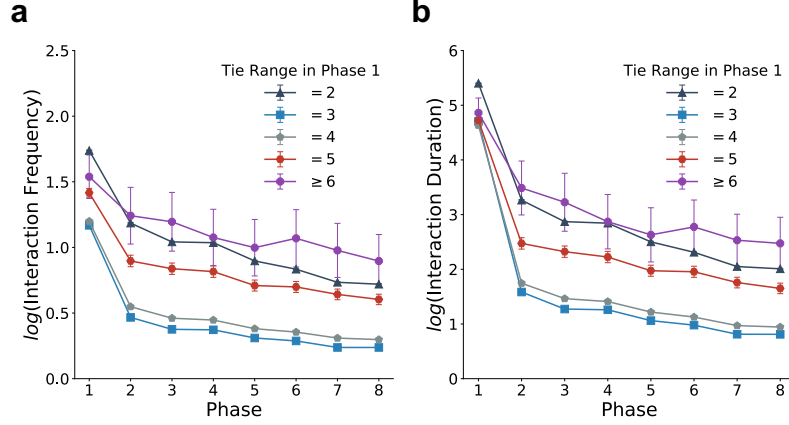 a
2.5
2.0
1.5
1.0
0.5
0.0
log(Interaction Frequency)
Tie Range in Phase 1
= 2
= 3
= 4
= 5
≥ 6
1 2 3 4 5 6 7 8
Phase
b
6
5
4
3
2
1
0
log(Interaction Duration)
Tie Range in Phase 1
= 2
= 3
= 4
= 5
≥ 6
1 2 3 4 5 6 7 8
Phase